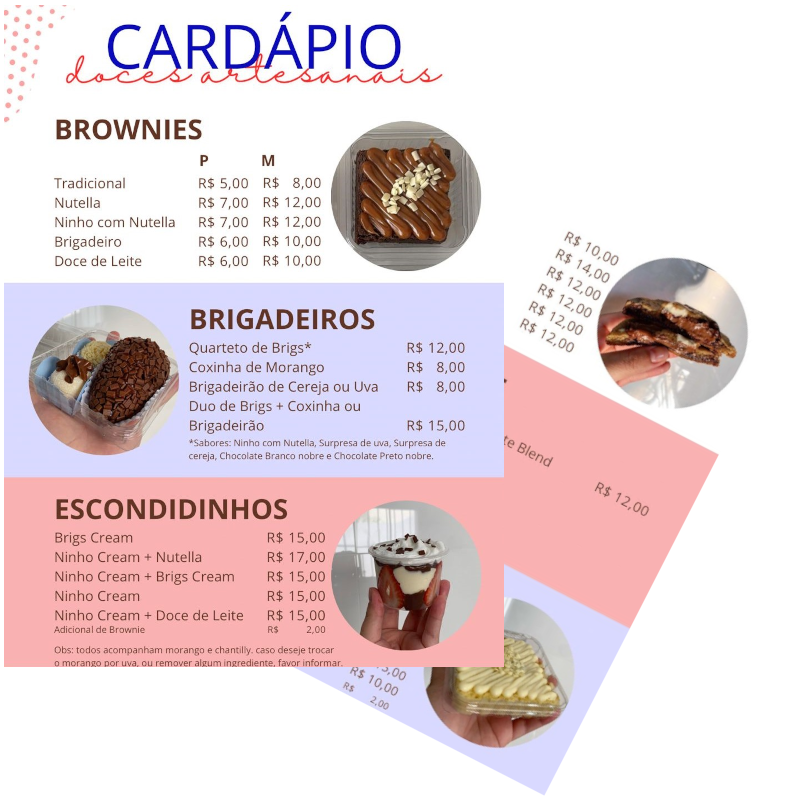 CARDÁPIO
doces artesanais
BROWNIES
P M
Tradicional R$ 5,00 R$ 8,00
Nutella R$ 7,00 R$ 12,00
Ninho com Nutella R$ 7,00 R$ 12,00
Brigadeiro R$ 6,00 R$ 10,00
Doce de Leite R$ 6,00 R$ 10,00
BRIGADEIROS
Quarteto de Brigs* R$ 12,00
Coxinha de Morango R$ 8,00
Brigadeirão de Cereja ou Uva R$ 8,00
Duo de Brigs + Coxinha ou
Brigadeirão R$ 15,00
*Sabores: Ninho com Nutella, Surpresa de uva, Surpresa de
cereja, Chocolate Branco nobre e Chocolate Preto nobre.
ESCONDIDINHOS
Brigs Cream R$ 15,00
Ninho Cream + Nutella R$ 17,00
Ninho Cream + Brigs Cream R$ 15,00
Ninho Cream R$ 15,00
Ninho Cream + Doce de Leite R$ 15,00
Adicional de Brownie R$ 2,00
Obs: todos acompanham morango e chantilly. caso deseje trocar
o morango por uva, ou remover algum ingrediente, favor informar.
R$ 10,00
R$ 14,00
R$ 12,00
R$ 12,00
R$ 12,00
R$ 12,00
Blend
R$ 12,00
R$ 10,00
R$ 2,00